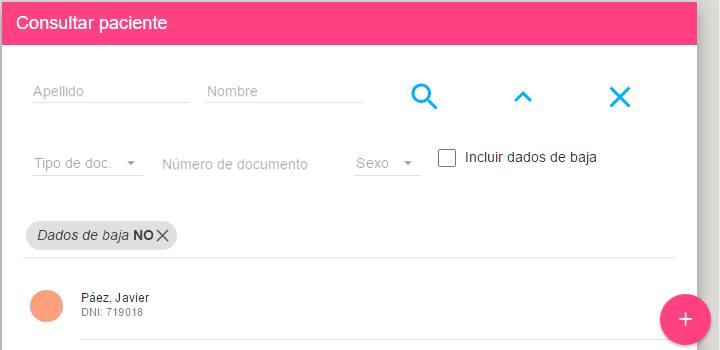 Consultar paciente
Apellido Nombre
Tipo de doc. Número de documento Sexo Incluir dados de baja
Dados de baja NO
Páez, Javier
DNI: 719018